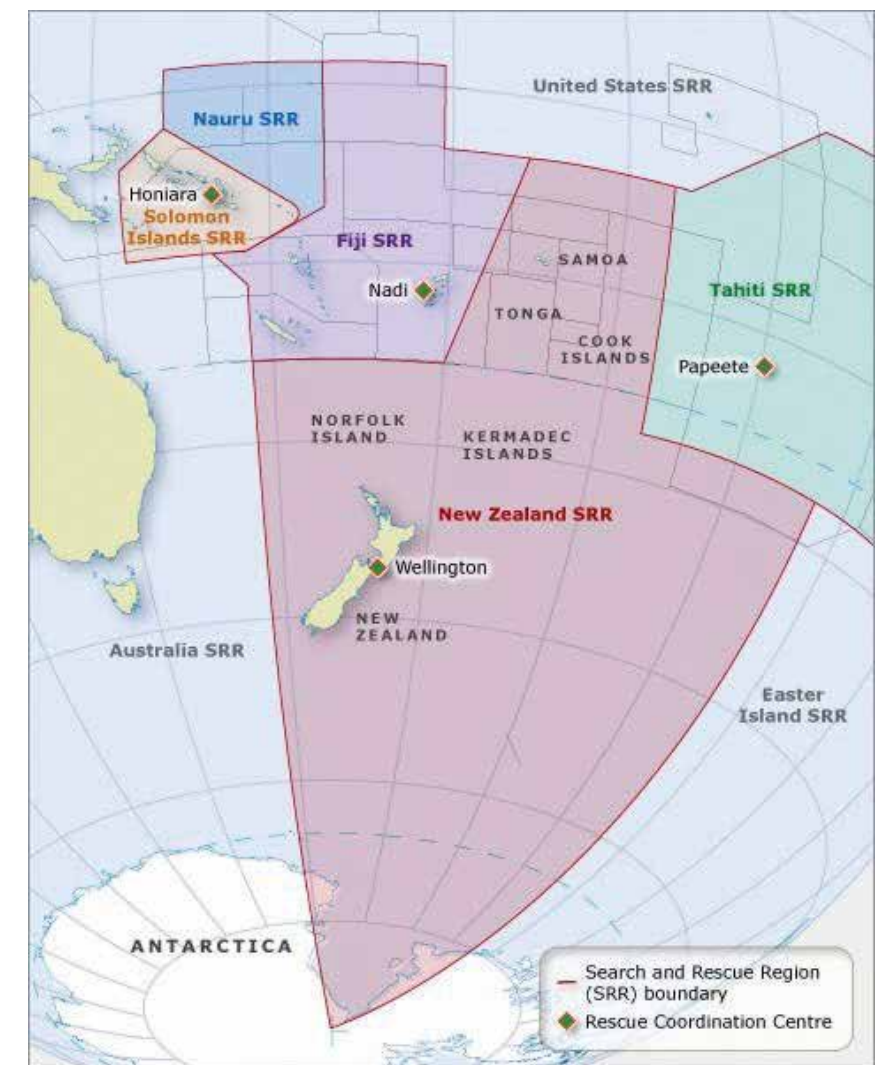 United States SRR
Nauru SRR
Honiara
Solomon
Islands SRR
Fiji SRR
SAMOA
Nadi
Tahiti SRR
TONGA
COOK
ISLANDS
Papeete
NORFOLK
ISLAND
KERMADEC
ISLANDS
New Zealand SRR
Wellington
NEW
ZEALAND
Australia SRR
Easter
Island SRR
ANTARCTICA
Search and Rescue Region
(SRR) boundary
Rescue Coordination Centre